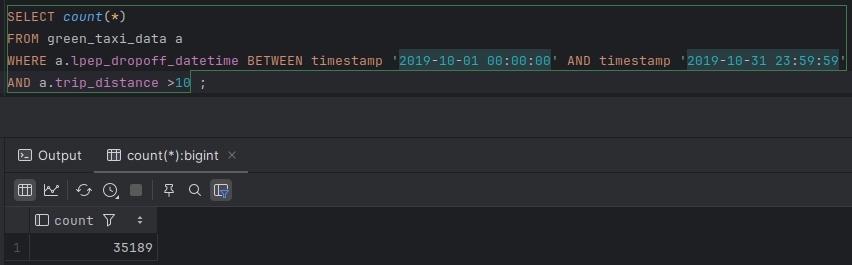 SELECT count(*)
FROM green_taxi_data a
WHERE a.lpep_dropoff_datetime BETWEEN timestamp '2019-10-01 00:00:00' AND timestamp '2019-10-31 23:59:59'
AND a.trip_distance >10 ;
Output
count(*):bigint
count
1 35189